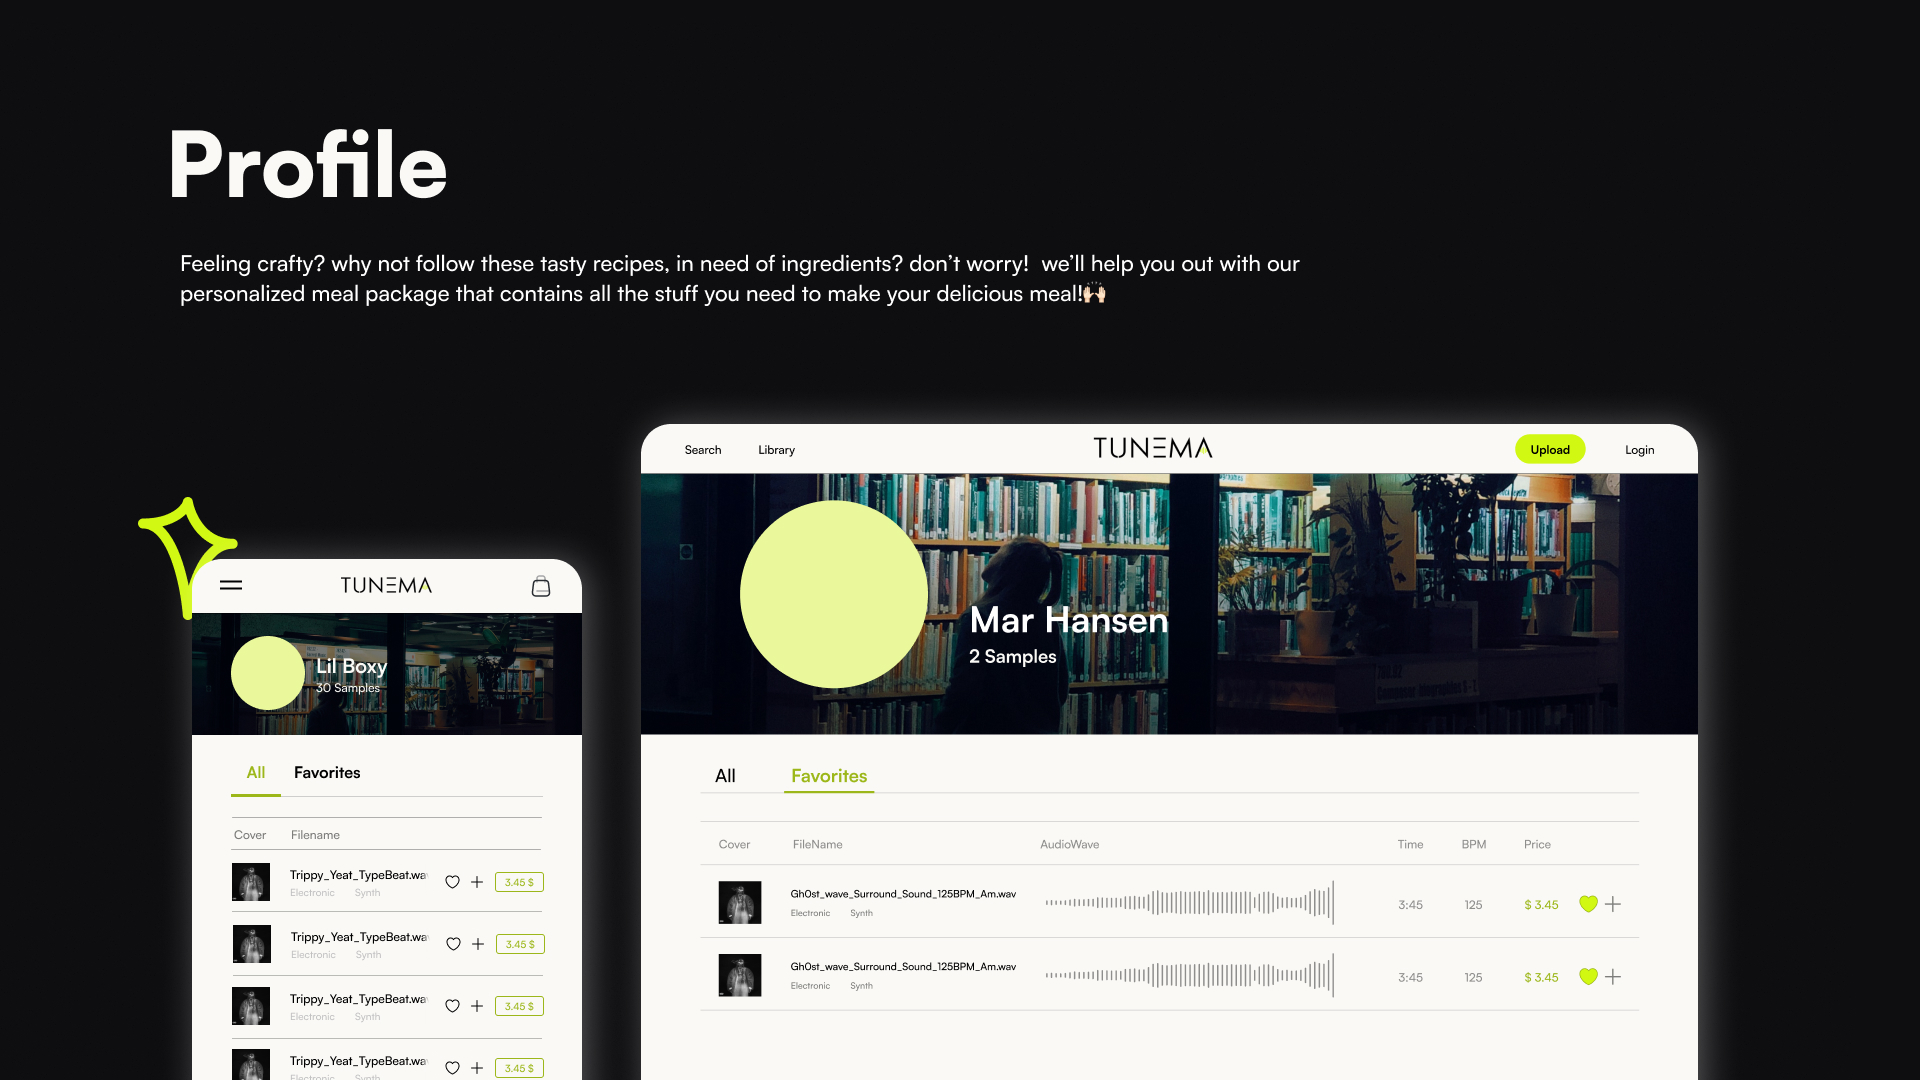 Profile
Feeling crafty? why not follow these tasty recipes, in need of ingredients? don’t worry!  we’ll help you out with our
personalized meal package that contains all the stuff you need to make your delicious meal!🙌🏻
TUNEMA
Lil Boxy
30 Samples
All Favorites
Cover Filename
Trippy_Yeat_TypeBeat.wav 3.45 $
Electronic Synth
Trippy_Yeat_TypeBeat.wa 3.45 $
Electronic Synth
Trippy_Yeat_TypeBeat.wa 3.45 $
Electronic Synth
Trippy_Yeat_TypeBeat.wa 3.45 $
Electronic Synth
Search Library TUNEMA Upload Login
Mar Hansen
2 Samples
All Favorites
Cover FileName AudioWave Time BPM Price
Gh0st_wave_Surround_Sound_125BPM_Am.wav 3:45 125 $ 3.45
Electronic Synth
Gh0st_wave_Surround_Sound_125BPM_Am.wav 3:45 125 $ 3.45
Electronic Synth